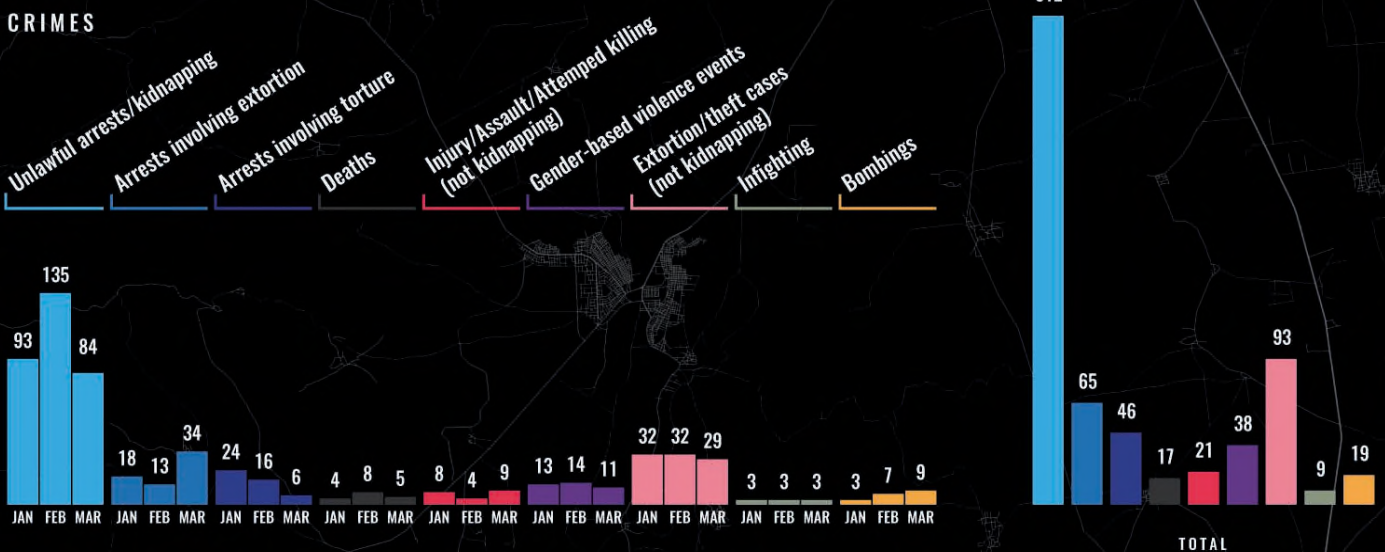 CRIMES
Unlawful arrests/kidnapping
Arrests involving extortion
Arrests involving torture
Deaths
Injury/Assault/Attemped killing
(not kidnapping)
Gender-based violence events
Extortion/theft cases
(not kidnapping)
Infighting
Bombings
93 135 84
18 13 34
24 16 6
4 8 5
8 4 9
13 14 11
32 32 29
3 3 3
3 7 9
JAN FEB MAR JAN FEB MAR JAN FEB MAR JAN FEB MAR JAN FEB MAR JAN FEB MAR JAN FEB MAR JAN FEB MAR JAN FEB MAR
65 46 17 21 38 93 9 19
TOTAL